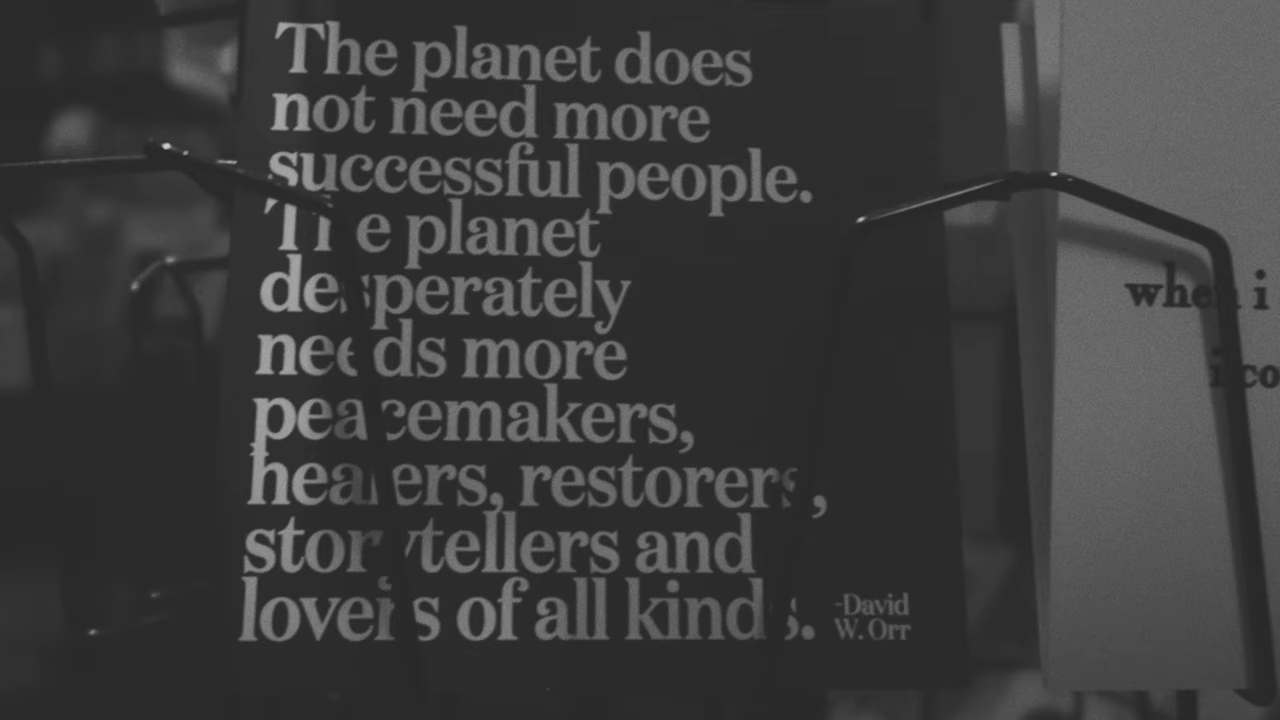 The planet does
not need more
successful people.
The planet
desperately
needs more
peacemakers,
healers, restorers,
storytellers and
lovers of all kinds.
-David
W. Orr
when i
i co